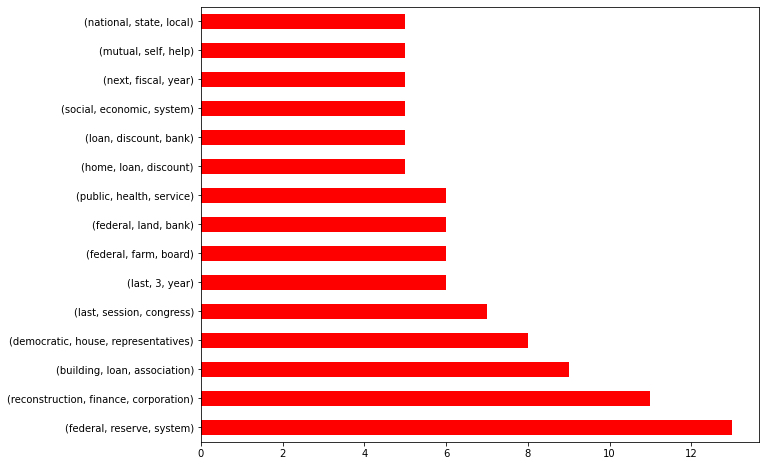 (national, state, local)
(mutual, self, help)
(next, fiscal, year)
(social, economic, system)
(loan, discount, bank)
(home, loan, discount)
(public, health, service)
(federal, land, bank)
(federal, farm, board)
(last, 3, year)
(last, session, congress)
(democratic, house, representatives)
(building, loan, association)
(reconstruction, finance, corporation)
(federal, reserve, system)
0 2 4 6 8 10 12